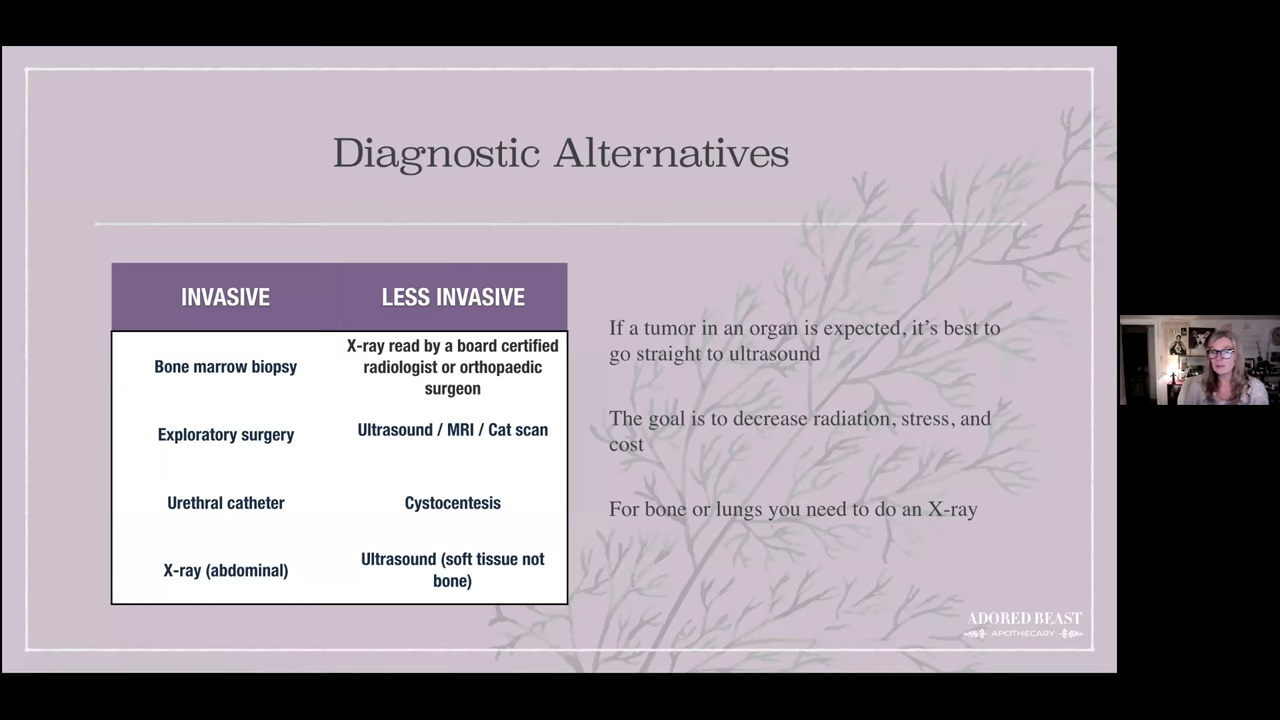 Diagnostic Alternatives
INVASIVE
LESS INVASIVE
Bone marrow biopsy
X-ray read by a board certified
radiologist or orthopaedic
surgeon
Exploratory surgery
Ultrasound / MRI / Cat scan
Urethral catheter
Cystocentesis
X-ray (abdominal)
Ultrasound (soft tissue not
bone)
If a tumor in an organ is expected, it’s best to
go straight to ultrasound
The goal is to decrease radiation, stress, and
cost
For bone or lungs you need to do an X-ray
ADORED BEAST
APOTHECARY